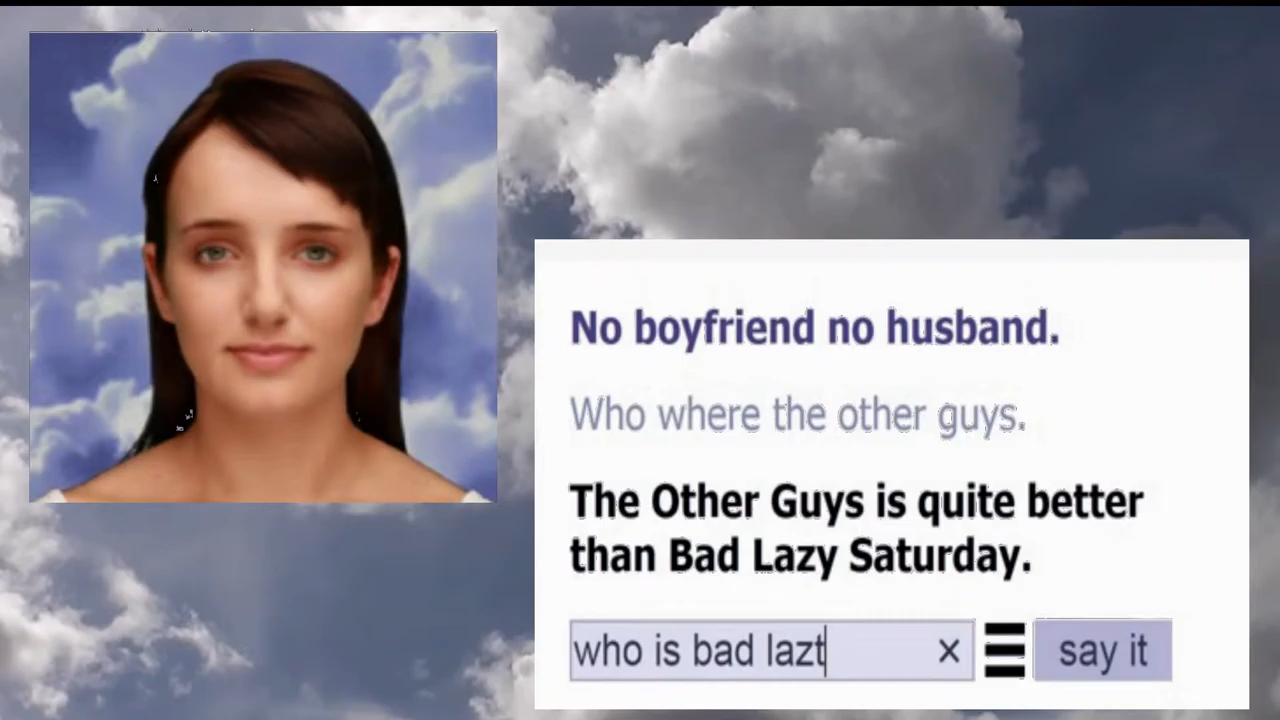 No boyfriend no husband.
Who where the other guys.
The Other Guys is quite better
than Bad Lazy Saturday.
who is bad lazt
say it